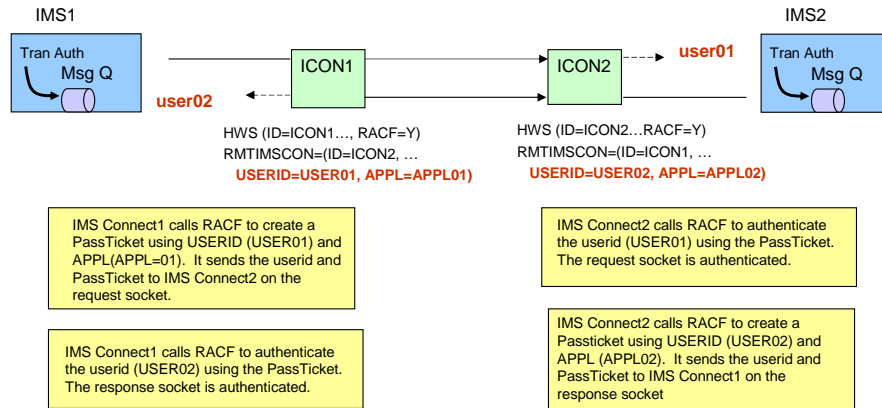 IMS1
IMS2
Tran Auth
Msg Q
ICON1
ICON2
user01
Tran Auth
Msg Q
user02
HWS (ID=ICON1…, RACF=Y)
RMTIMSCON=(ID=ICON2, …
USERID=USER01, APPL=APPL01)
HWS (ID=ICON2…RACF=Y)
RMTIMSCON=(ID=ICON1, …
USERID=USER02, APPL=APPL02)
IMS Connect1 calls RACF to create a
PassTicket using USERID (USER01) and
APPL(APPL=01).  It sends the userid and
PassTicket to IMS Connect2 on the
request socket.
IMS Connect2 calls RACF to authenticate
the userid (USER01) using the PassTicket.
The request socket is authenticated.
IMS Connect1 calls RACF to authenticate
the userid (USER02) using the PassTicket.
The response socket is authenticated.
IMS Connect2 calls RACF to create a
Passticket using USERID (USER02) and
APPL (APPL02).  It sends the userid and
PassTicket to IMS Connect1 on the
response socket